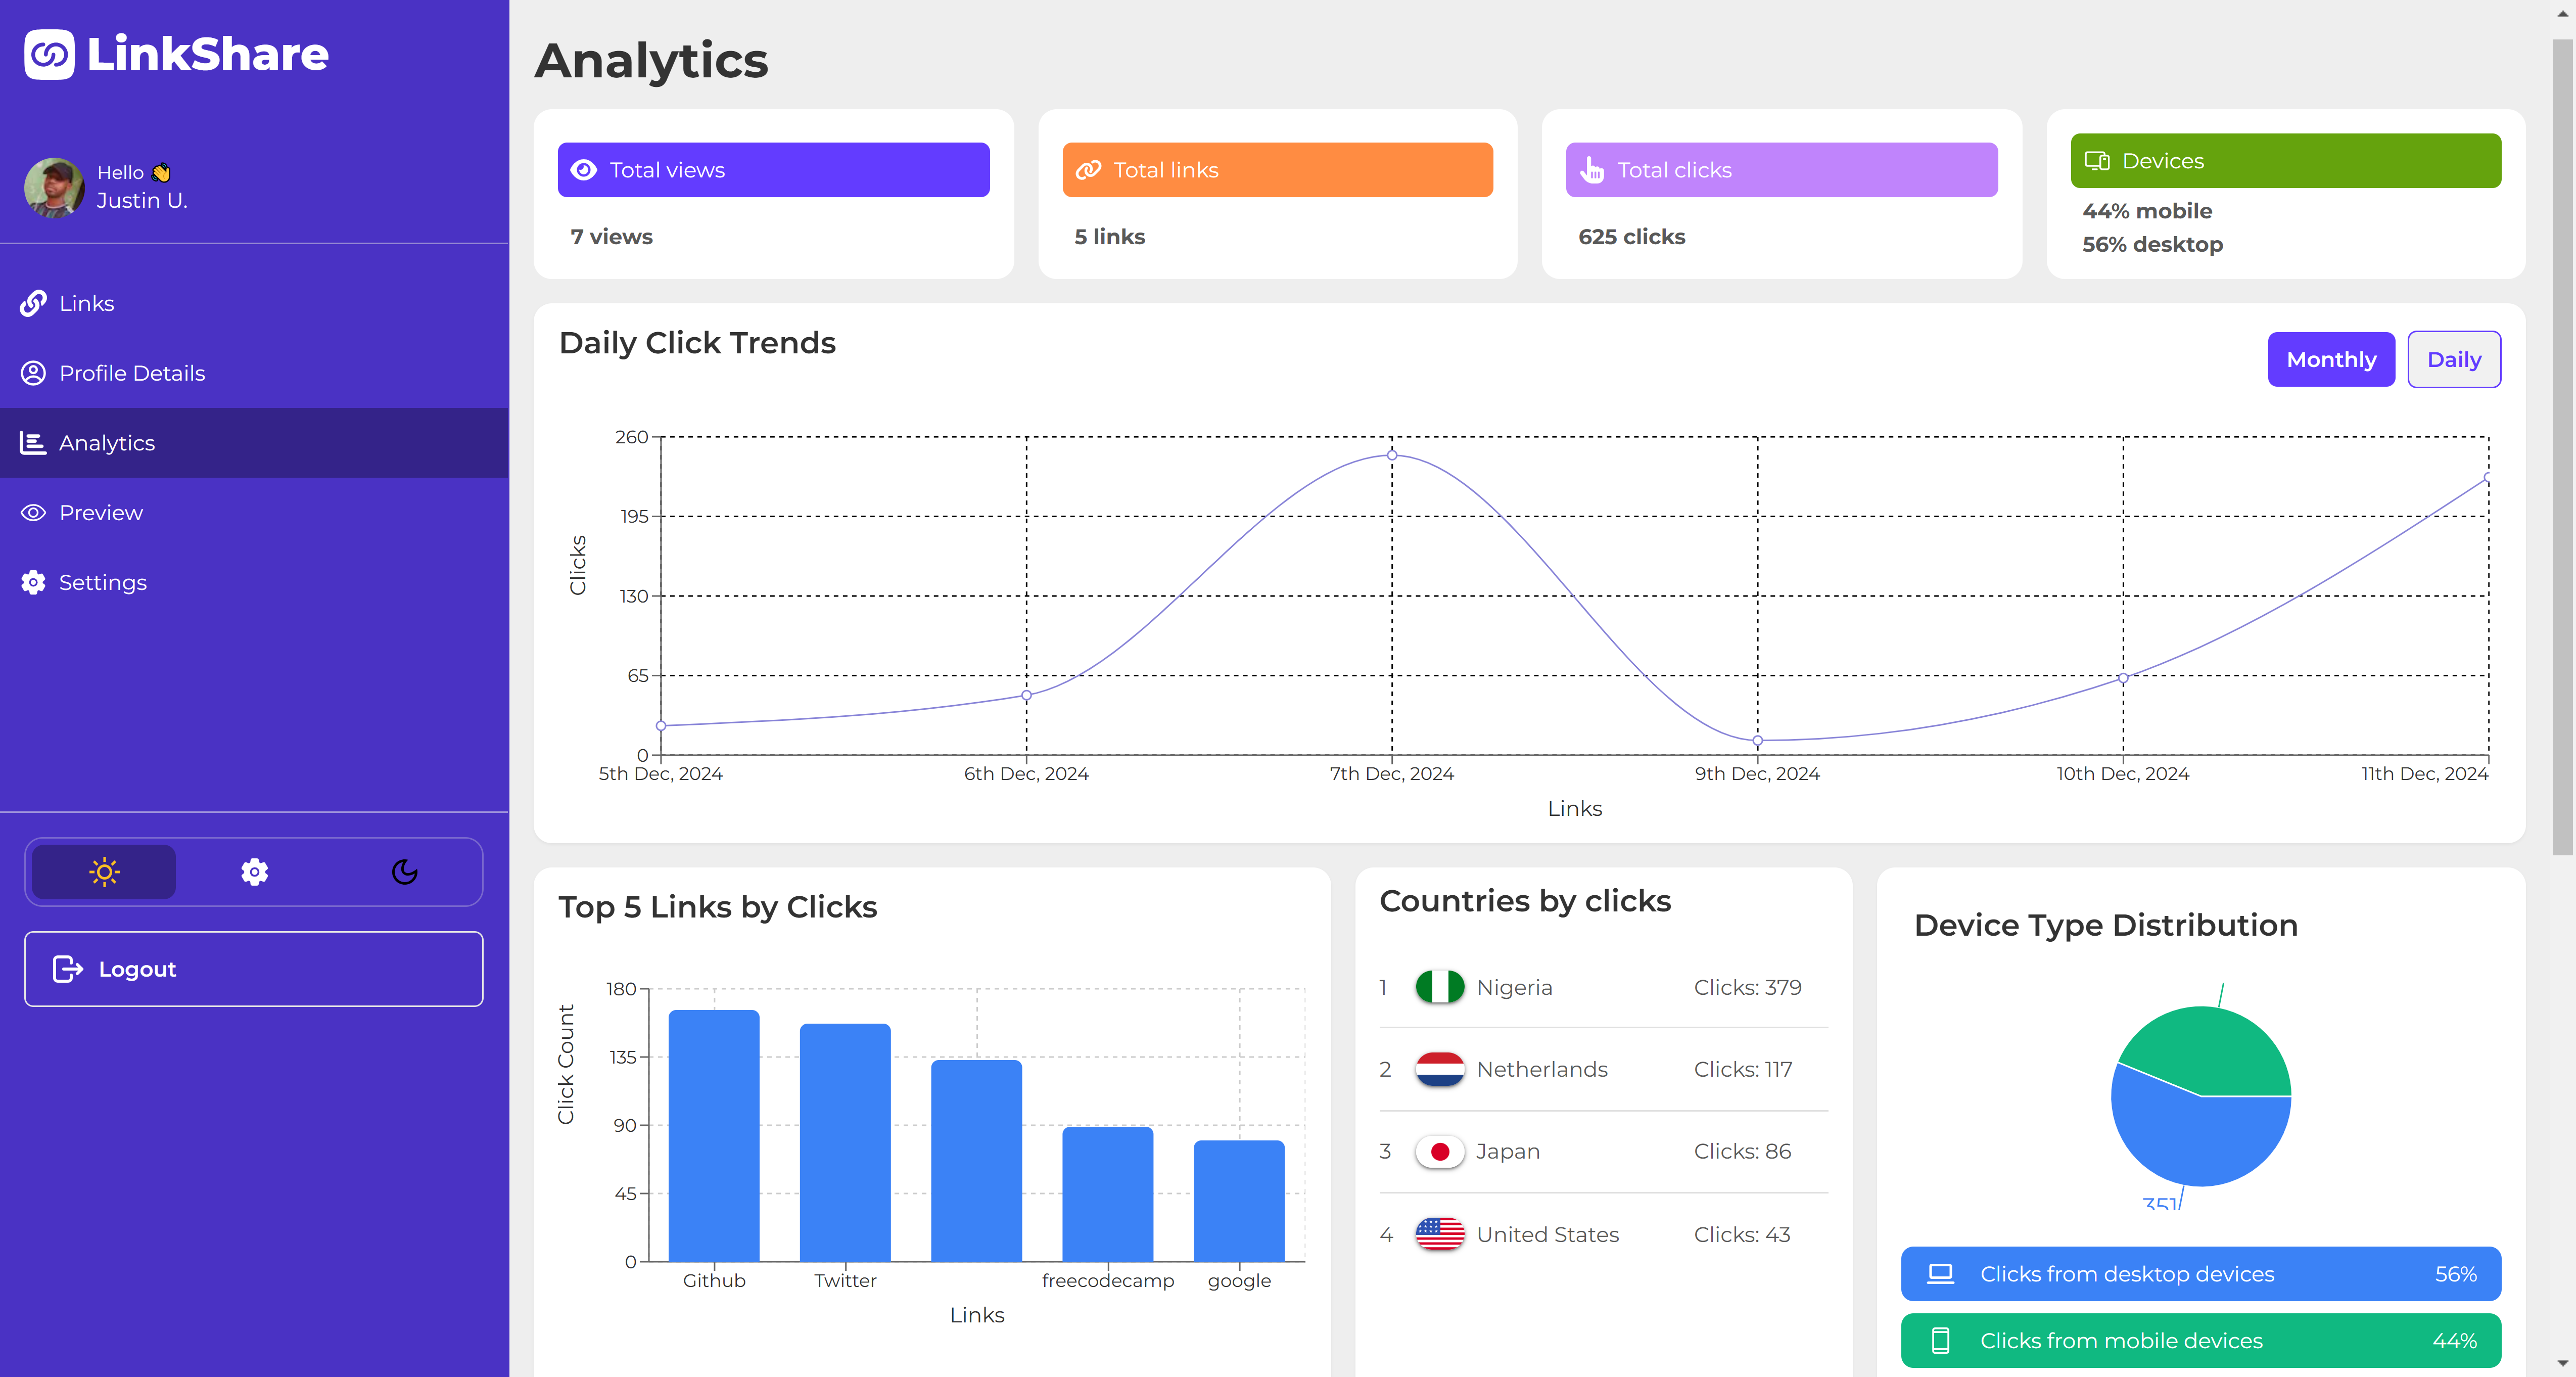 LinkShare
Hello 👋
Justin U.
Links
Profile Details
Analytics
Preview
Settings
Logout
Analytics
Total views
7 views
Total links
5 links
Total clicks
625 clicks
Devices
44% mobile
56% desktop
Daily Click Trends
Monthly
Daily
260
195
130
65
0
Clicks
5th Dec, 2024
6th Dec, 2024
7th Dec, 2024
9th Dec, 2024
10th Dec, 2024
11th Dec, 2024
Links
Top 5 Links by Clicks
180
135
90
45
0
Click Count
Github
Twitter
freecodecamp
google
Links
Countries by clicks
1 Nigeria Clicks: 379
2 Netherlands Clicks: 117
3 Japan Clicks: 86
4 United States Clicks: 43
Device Type Distribution
351
Clicks from desktop devices 56%
Clicks from mobile devices 44%